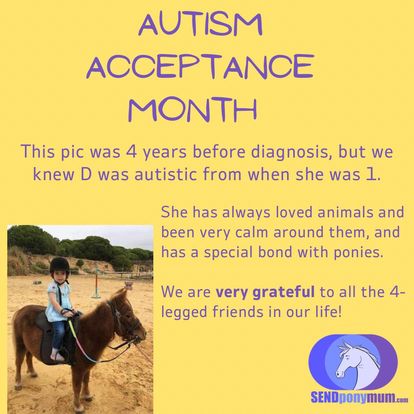 AUTISM
ACCEPTANCE
MONTH
This pic was 4 years before diagnosis, but we
knew D was autistic from when she was 1.
She has always loved animals and
been very calm around them, and
has a special bond with ponies.
We are very grateful to all the 4-
legged friends in our life!
SENDponymum.com